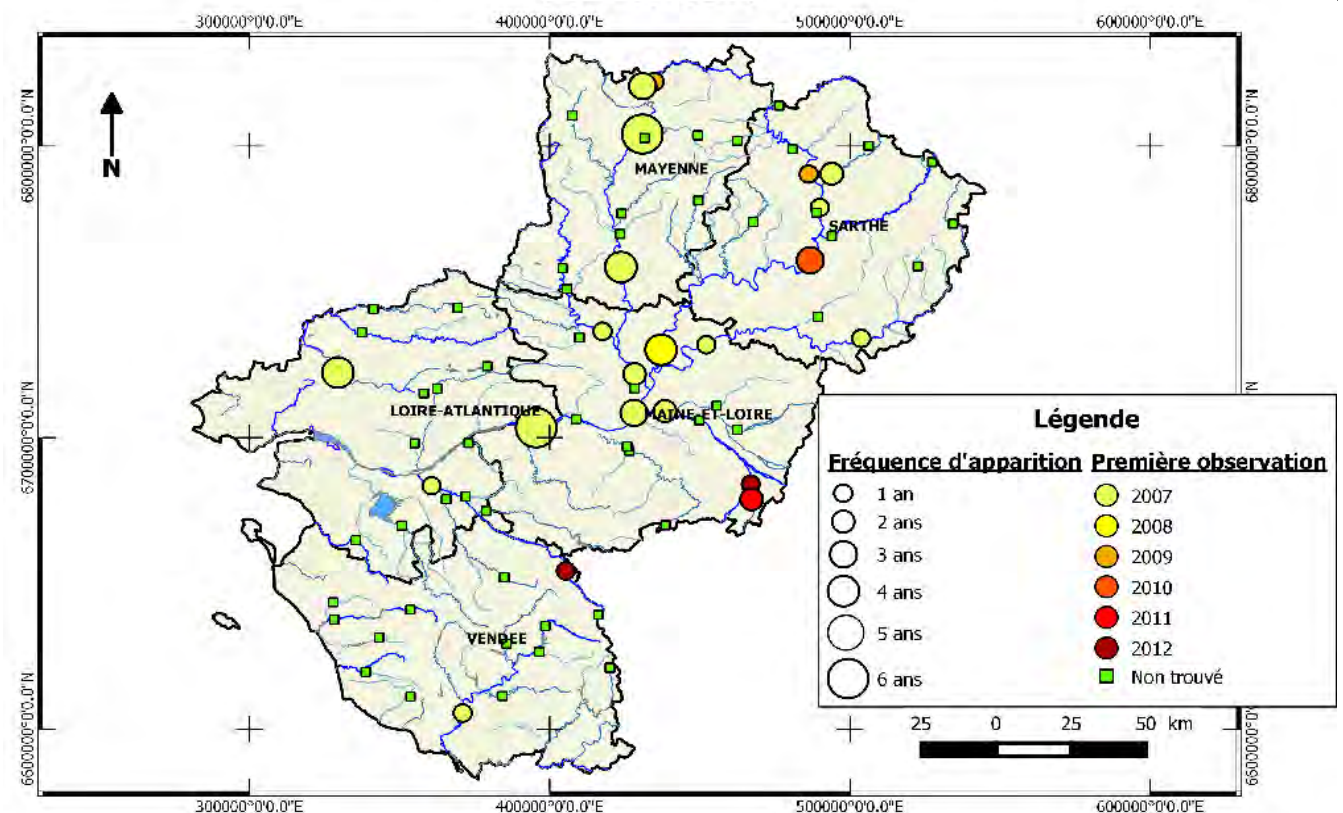 300000°0'0.0"E 400000°0'0.0"E 500000°0'0.0"E 600000°0'0.0"E
6800000°0'0.0"N
6800000°0'0.0"N
N
MAYENNE
SARTHE
LOIRE-ATLANTIQUE
MAINE-ET-LOIRE
VENDEE
6700000°0'0.0"N
N
6600000°0'0.0"N
6600000°0'0.0"N
Légende
Fréquence d'apparition Première observation
1 an 2007
2 ans 2008
3 ans 2009
4 ans 2010
5 ans 2011
6 ans 2012
Non trouvé
25 0 25 50 km
300000°0'0.0"E 400000°0'0.0"E 500000°0'0.0"E 600000°0'0.0"E